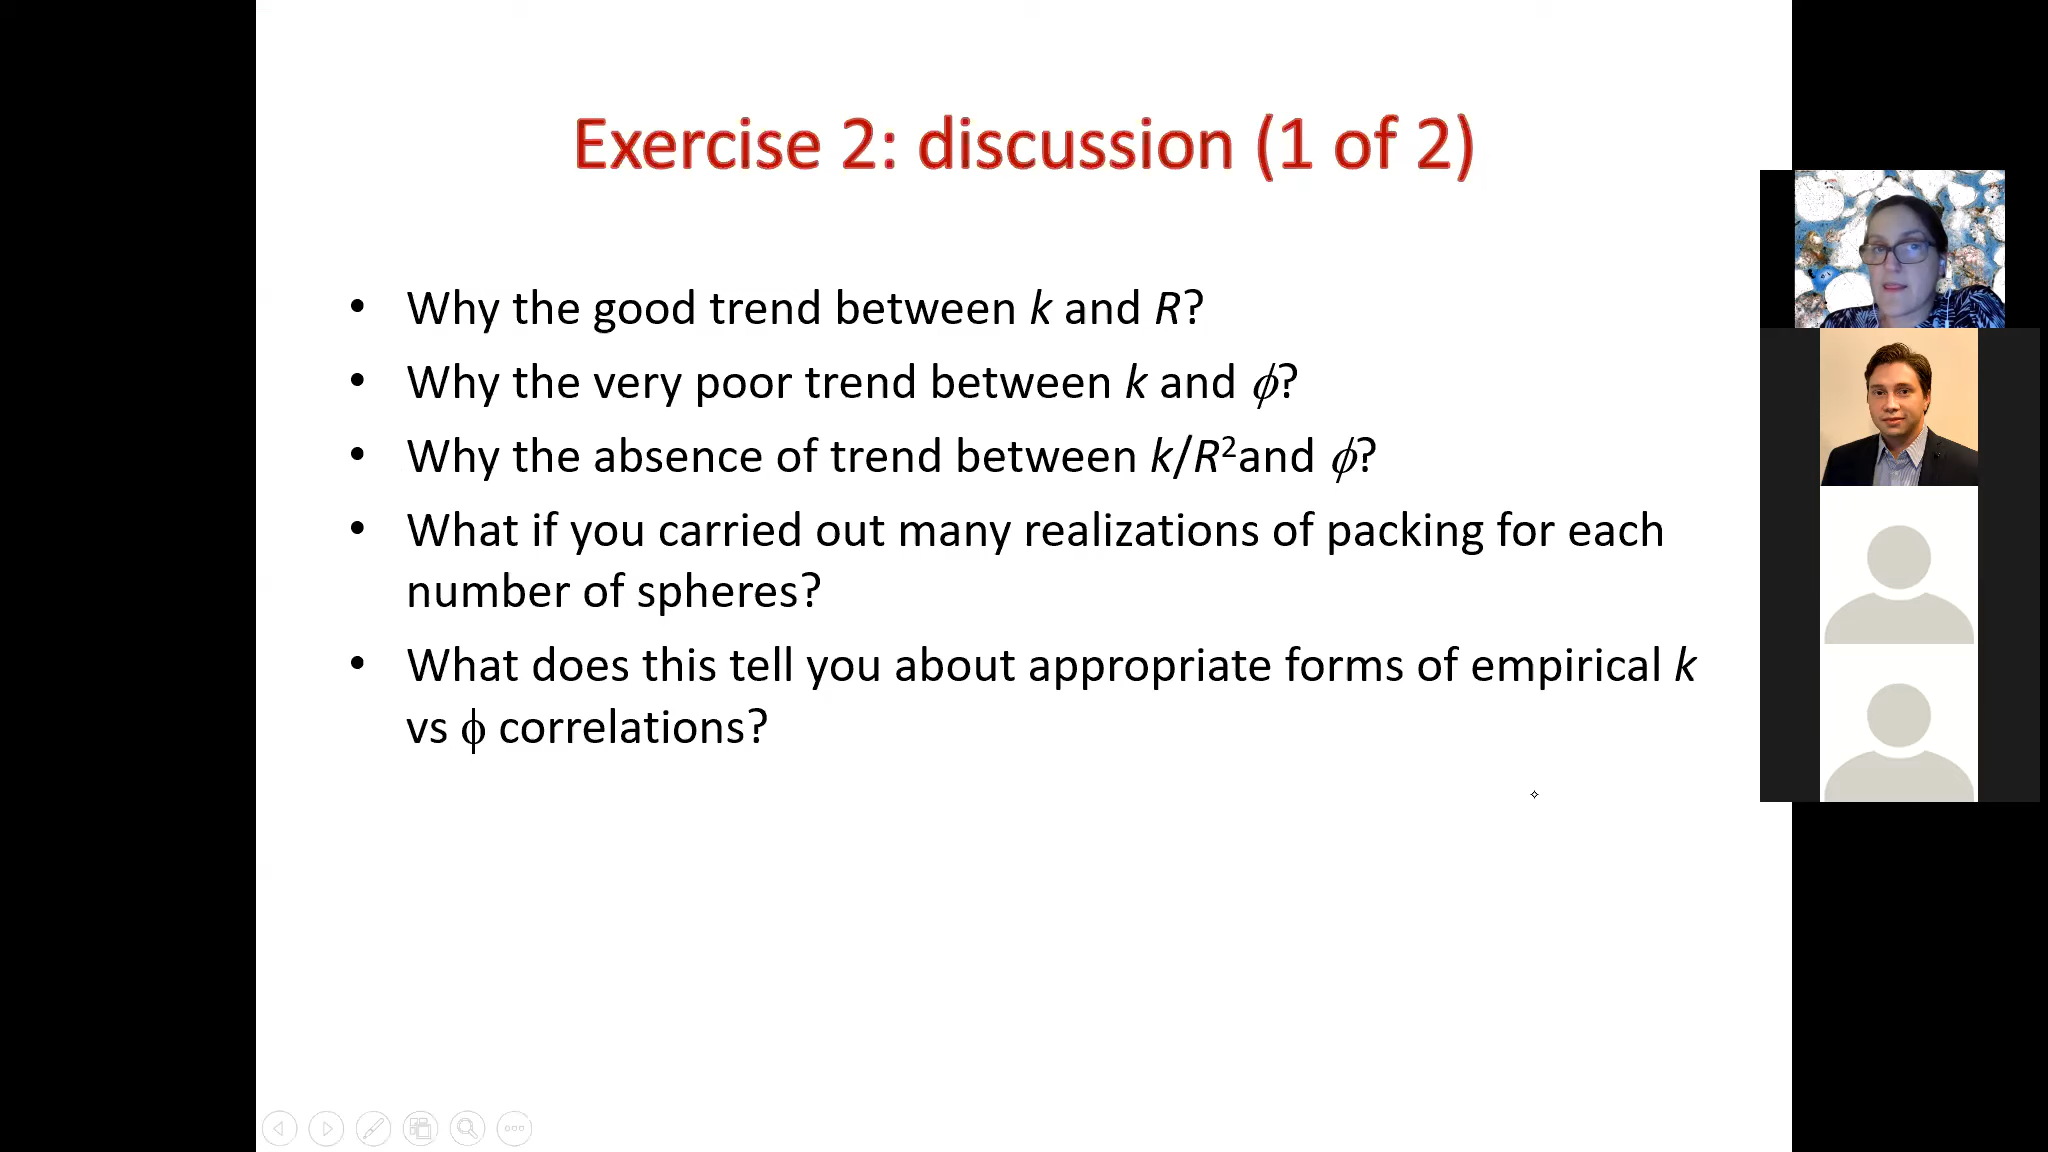 Exercise 2: discussion (1 of 2)
• Why the good trend between k and R?
• Why the very poor trend between k and ϕ?
• Why the absence of trend between k/R²and ϕ?
• What if you carried out many realizations of packing for each
number of spheres?
• What does this tell you about appropriate forms of empirical k
vs ϕ correlations?